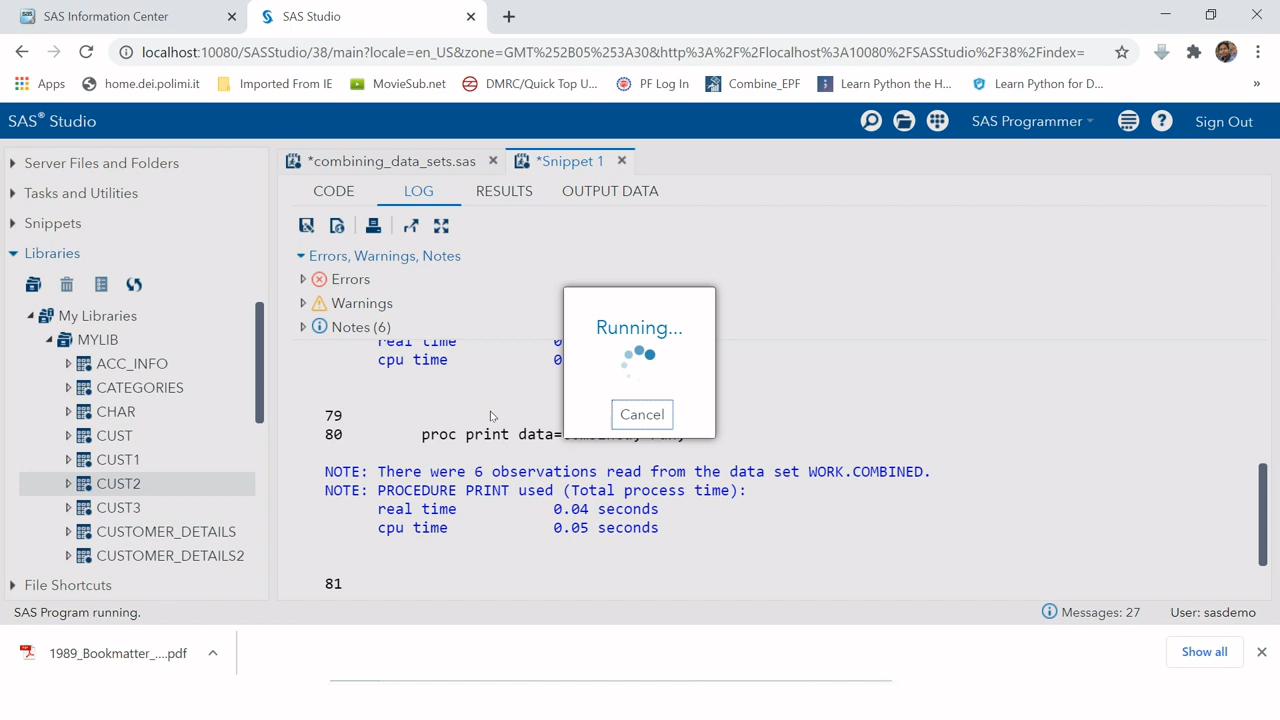 SAS Information Center
SAS Studio
localhost:10080/SASStudio/38/main?locale=en_US&zone=GMT%252B05%253A30&http%3A%2F%2Flocalhost%3A10080%2FSASStudio%2F38%2Findex=
Apps home.dei.polimi.it Imported From IE MovieSub.net DMRC/Quick Top U... PF Log In Combine_EPF Learn Python the H... Learn Python for D... »
SAS® Studio SAS Programmer Sign Out
Server Files and Folders
Tasks and Utilities
Snippets
Libraries
My Libraries
MYLIB
ACC_INFO
CATEGORIES
CHAR
CUST
CUST1
CUST2
CUST3
CUSTOMER_DETAILS
CUSTOMER_DETAILS2
File Shortcuts
*combining_data_sets.sas *Snippet 1
CODE LOG RESULTS OUTPUT DATA
Errors, Warnings, Notes
Errors
Warnings
Notes (6)
real time 0
cpu time 0
79
80 proc print data=
NOTE: There were 6 observations read from the data set WORK.COMBINED.
NOTE: PROCEDURE PRINT used (Total process time):
real time 0.04 seconds
cpu time 0.05 seconds
81
Running...
Cancel
SAS Program running. Messages: 27 User: sasdemo
1989_Bookmatter_....pdf Show all